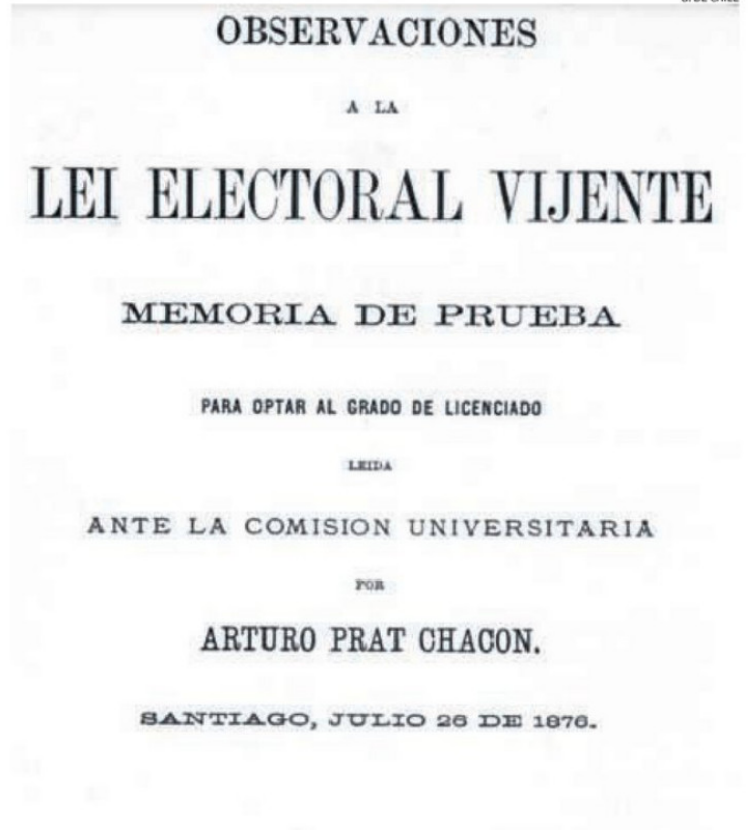 OBSERVACIONES
A LA
LEI ELECTORAL VIJENTE
MEMORIA DE PRUEBA
PARA OPTAR AL GRADO DE LICENCIADO
LEIDA
ANTE LA COMISION UNIVERSITARIA
POR
ARTURO PRAT CHACON.
SANTIAGO, JULIO 26 DE 1876.